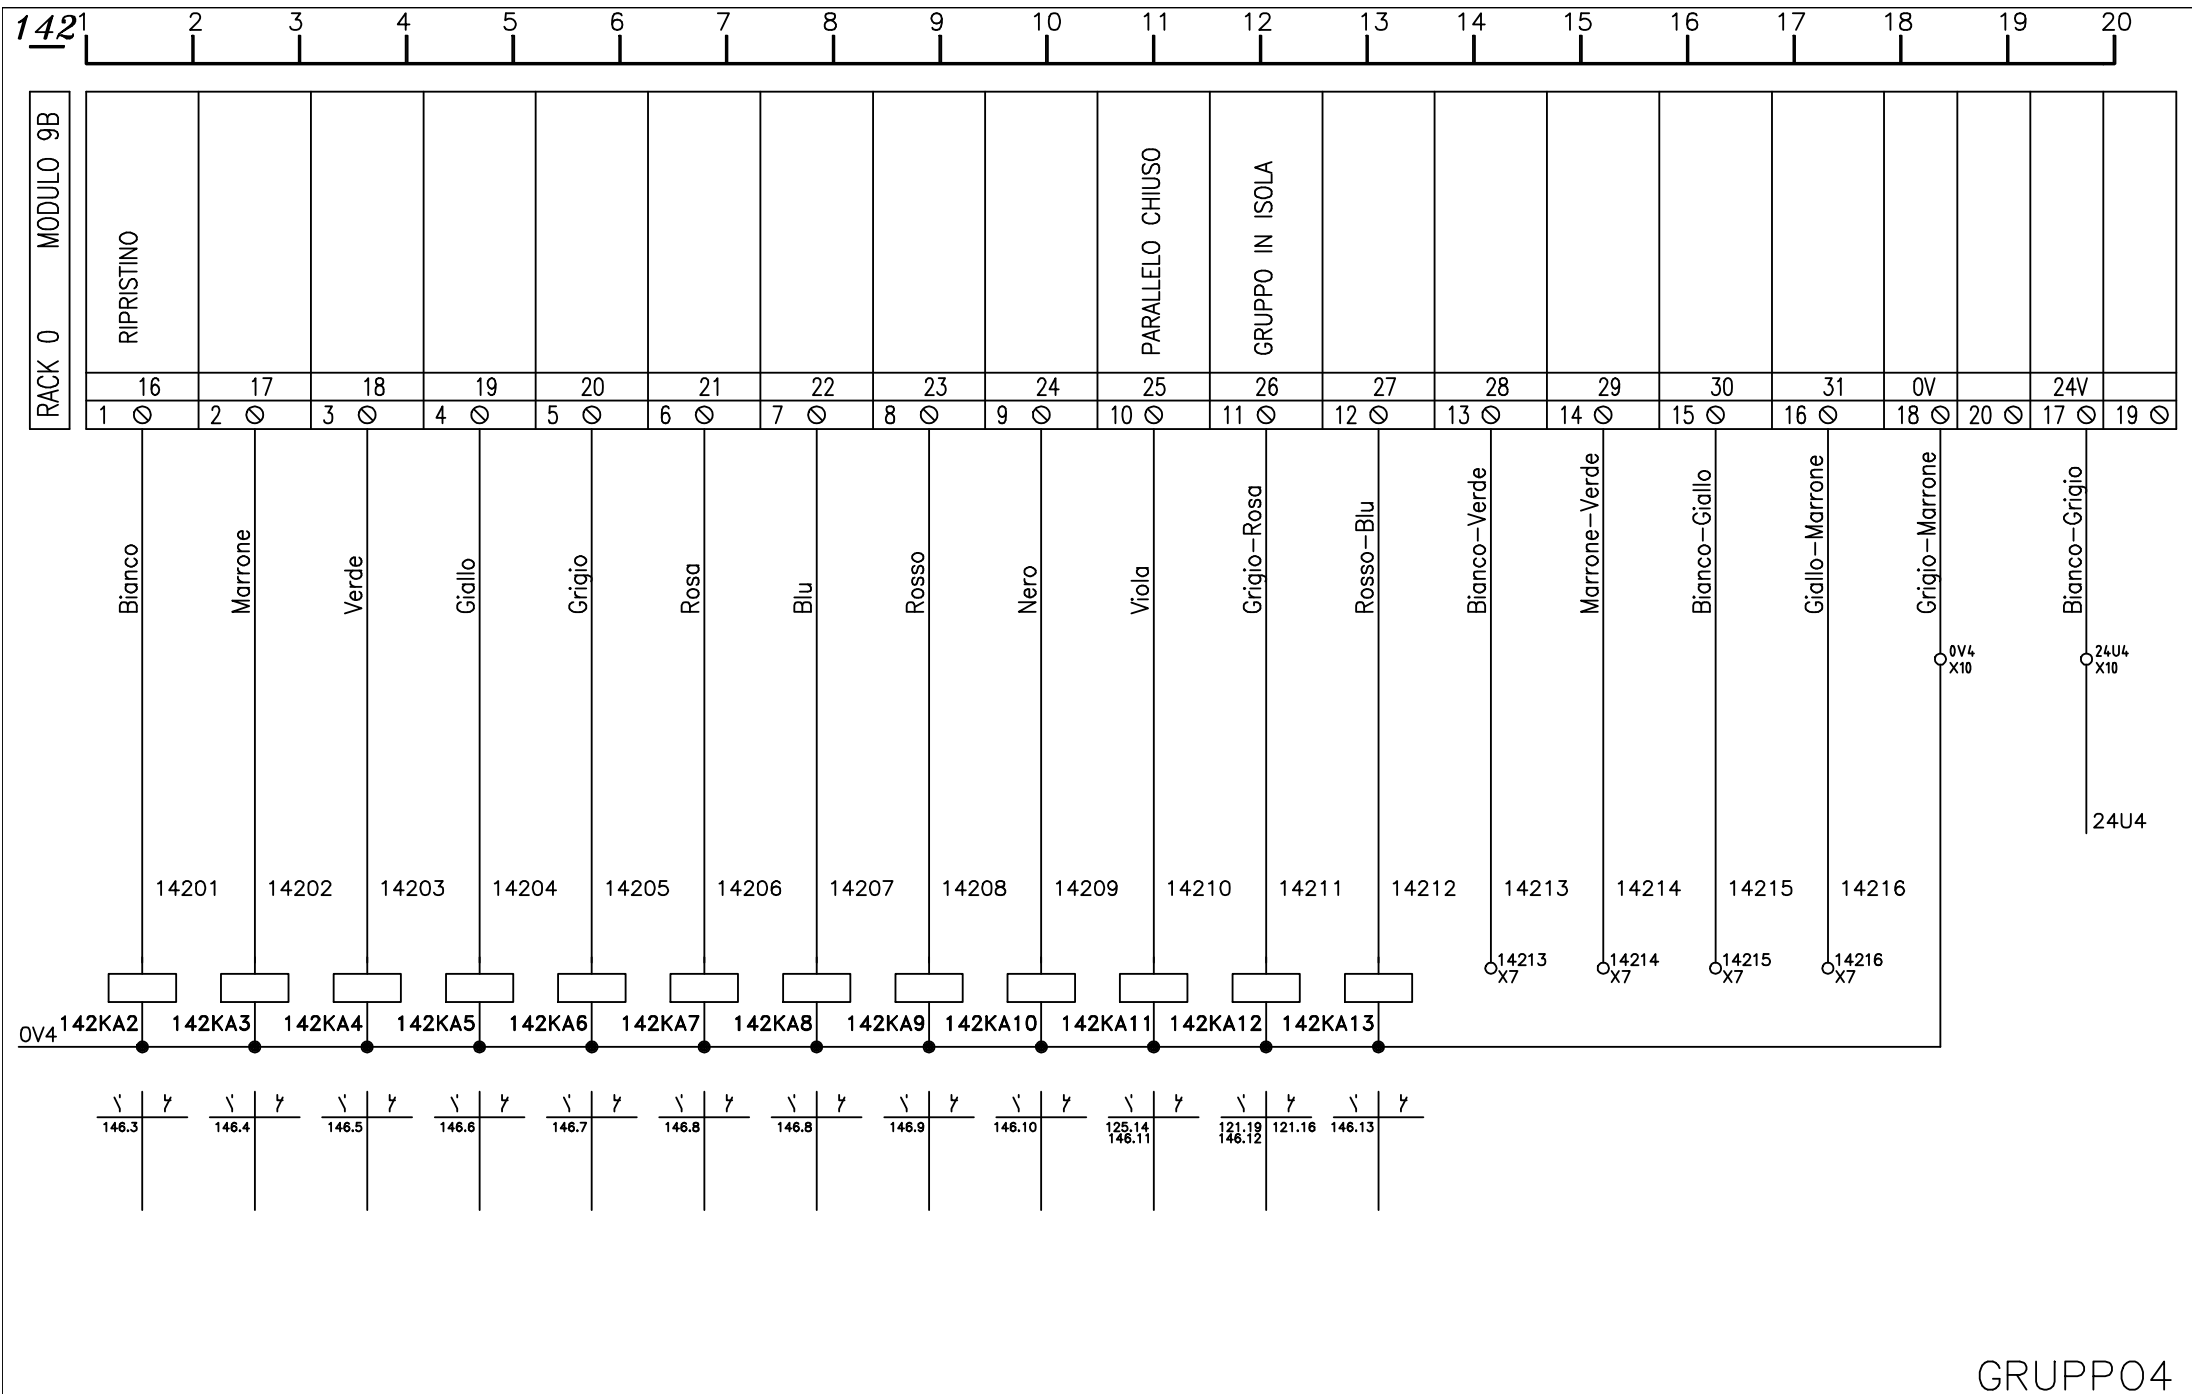 142 1 2 3 4 5 6 7 8 9 10 11 12 13 14 15 16 17 18 19 20
RACK 0 MODULO 9B
RIPRISTINO
PARALLELO CHIUSO
GRUPPO IN ISOLA
16 17 18 19 20 21 22 23 24 25 26 27 28 29 30 31 0V 24V
1 2 3 4 5 6 7 8 9 10 11 12 13 14 15 16 18 20 17 19
Bianco
Marrone
Verde
Giallo
Grigio
Rosa
Blu
Rosso
Nero
Viola
Grigio-Rosa
Rosso-Blu
Bianco-Verde
Marrone-Verde
Bianco-Giallo
Giallo-Marrone
Grigio-Marrone
Bianco-Grigio
0V4
X10
24U4
X10
24U4
14201 14202 14203 14204 14205 14206 14207 14208 14209 14210 14211 14212 14213 14214 14215 14216
14213
X7
14214
X7
14215
X7
14216
X7
142KA2 142KA3 142KA4 142KA5 142KA6 142KA7 142KA8 142KA9 142KA10 142KA11 142KA12 142KA13
0V4
146.3 146.4 146.5 146.6 146.7 146.8 146.8 146.9 146.10 125.14 121.19 121.16 146.13
146.11 146.12
GRUPPO4